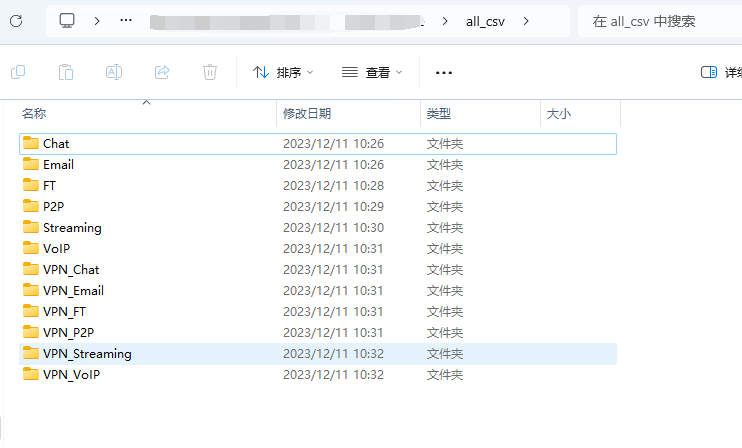 all_csv 在 all_csv 中搜索
排序 查看 详细
名称 修改日期 类型 大小
Chat 2023/12/11 10:26 文件夹
Email 2023/12/11 10:26 文件夹
FT 2023/12/11 10:28 文件夹
P2P 2023/12/11 10:29 文件夹
Streaming 2023/12/11 10:30 文件夹
VoIP 2023/12/11 10:31 文件夹
VPN_Chat 2023/12/11 10:31 文件夹
VPN_Email 2023/12/11 10:31 文件夹
VPN_FT 2023/12/11 10:31 文件夹
VPN_P2P 2023/12/11 10:31 文件夹
VPN_Streaming 2023/12/11 10:32 文件夹
VPN_VoIP 2023/12/11 10:32 文件夹